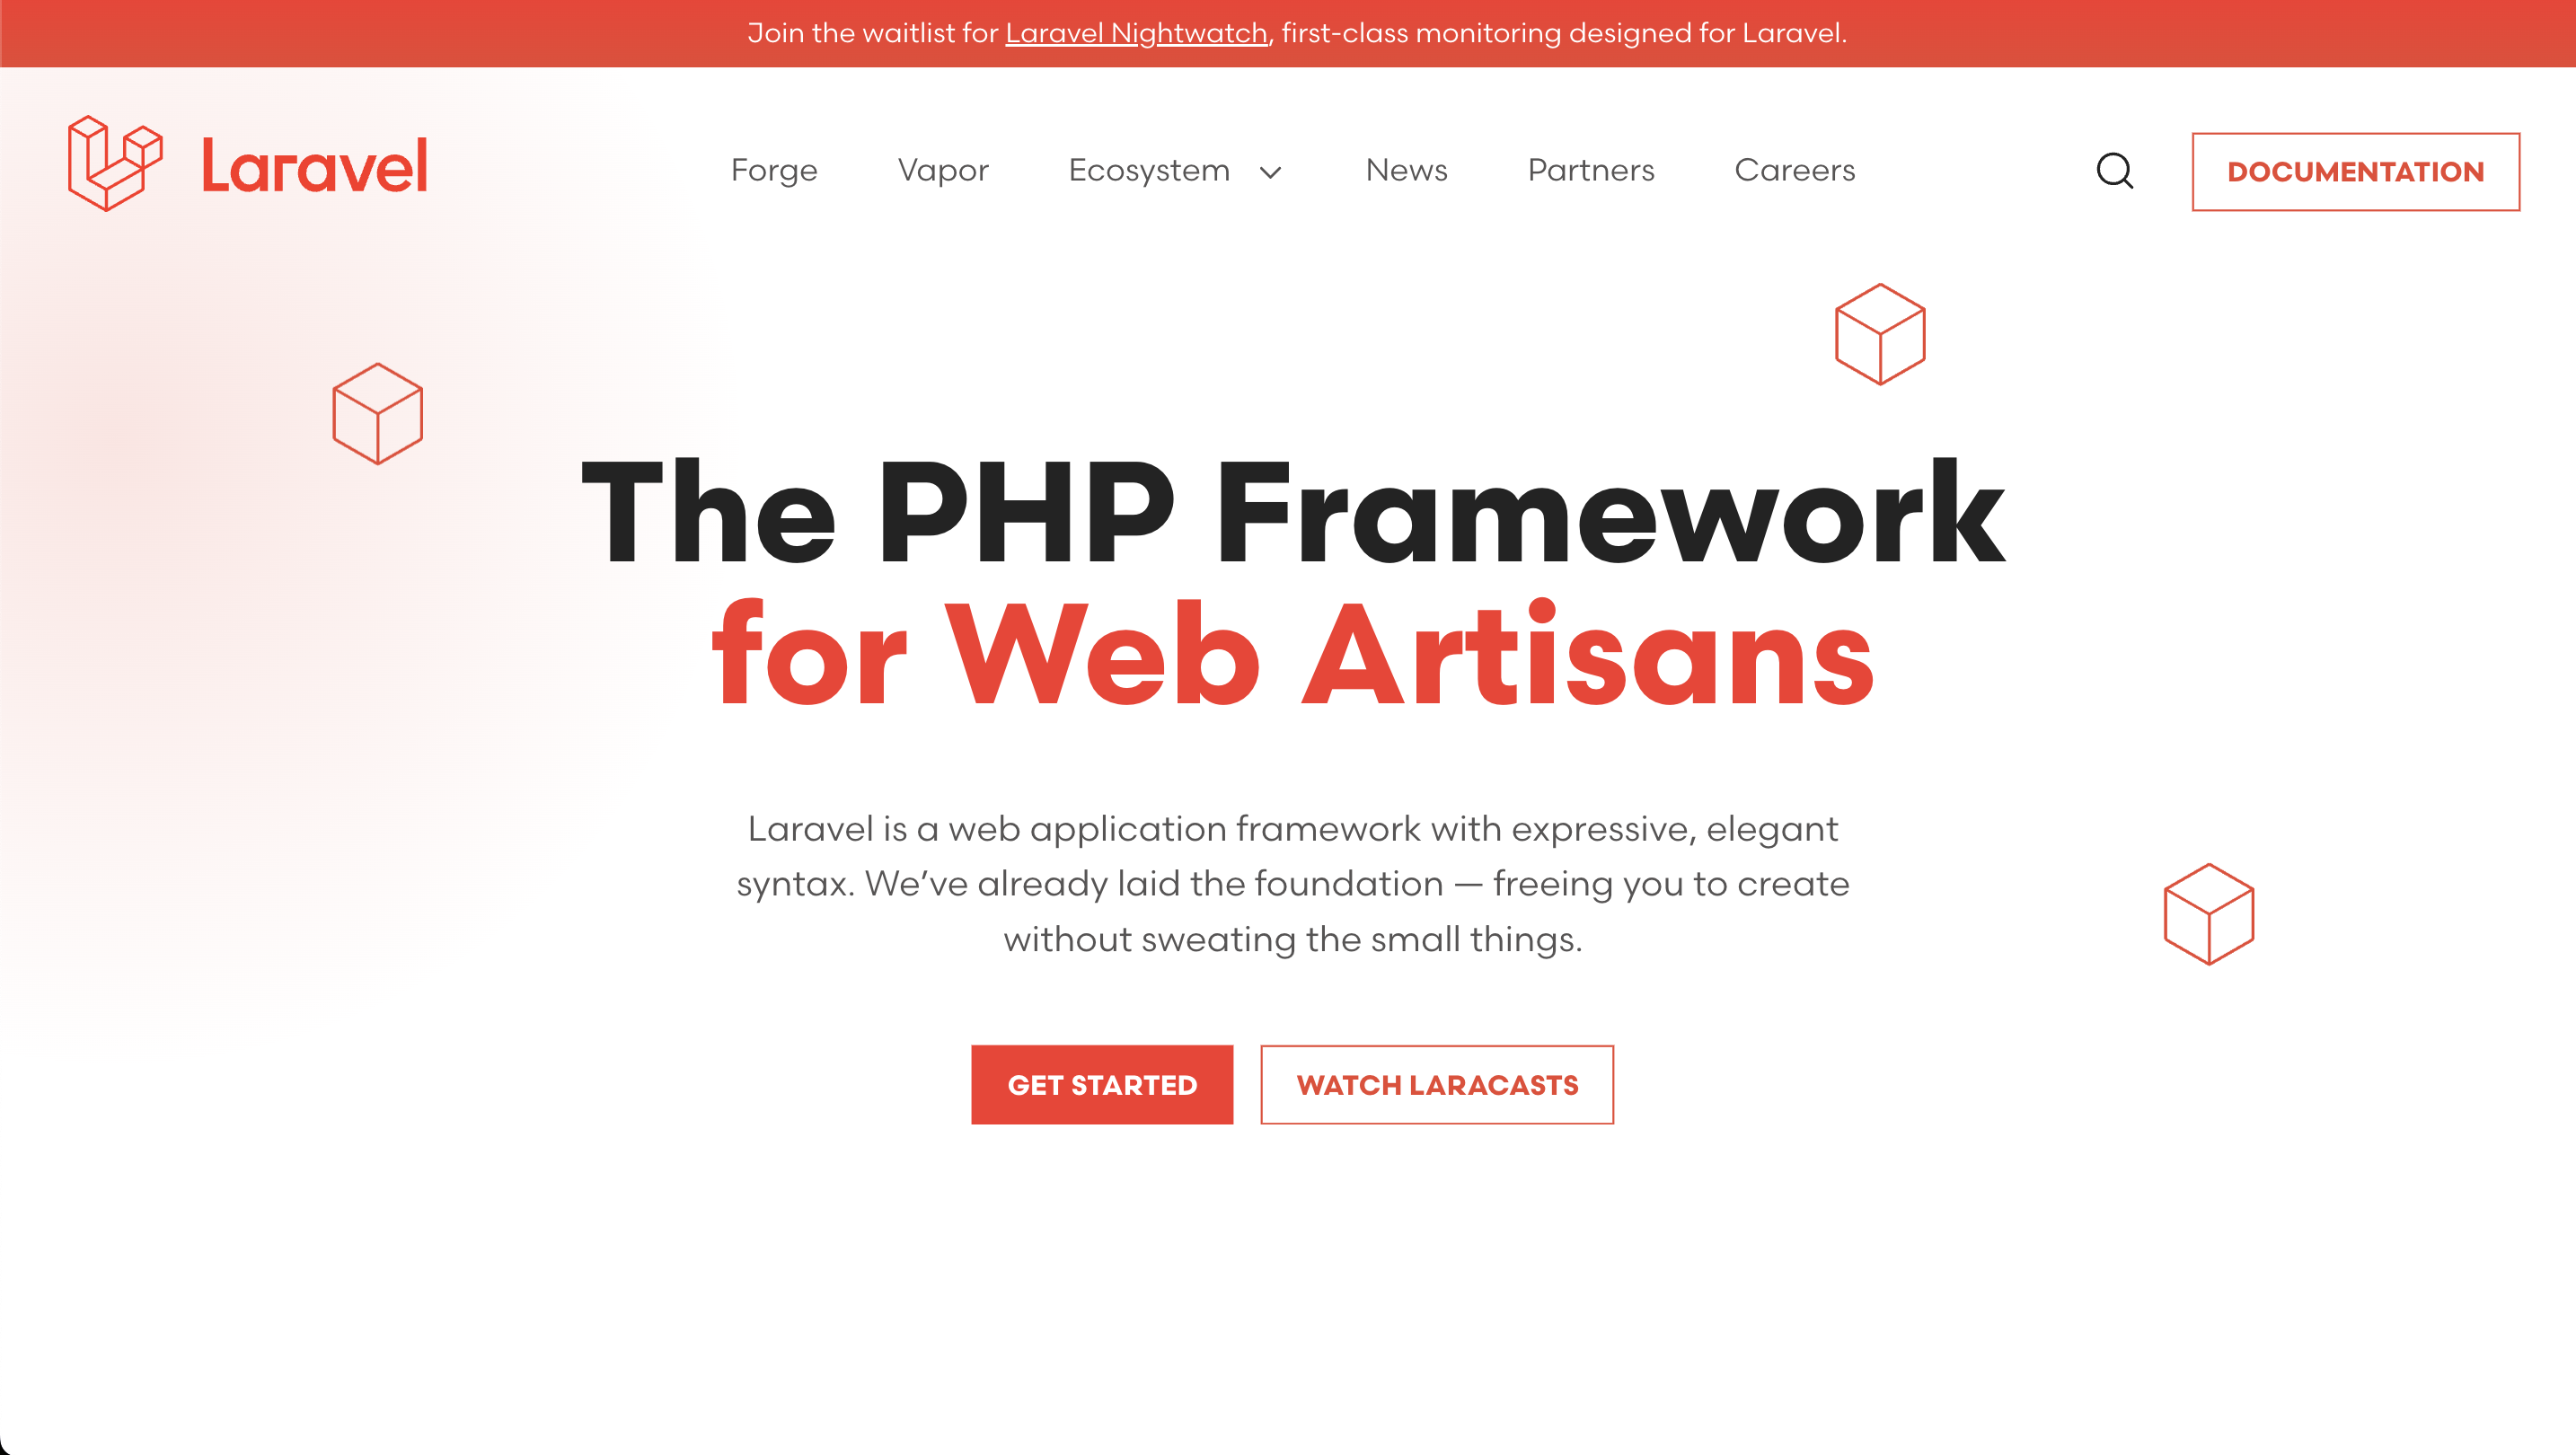 Join the waitlist for Laravel Nightwatch, first-class monitoring designed for Laravel.
Laravel
Forge Vapor Ecosystem News Partners Careers
DOCUMENTATION
The PHP Framework
for Web Artisans
Laravel is a web application framework with expressive, elegant
syntax. We’ve already laid the foundation — freeing you to create
without sweating the small things.
GET STARTED
WATCH LARACASTS